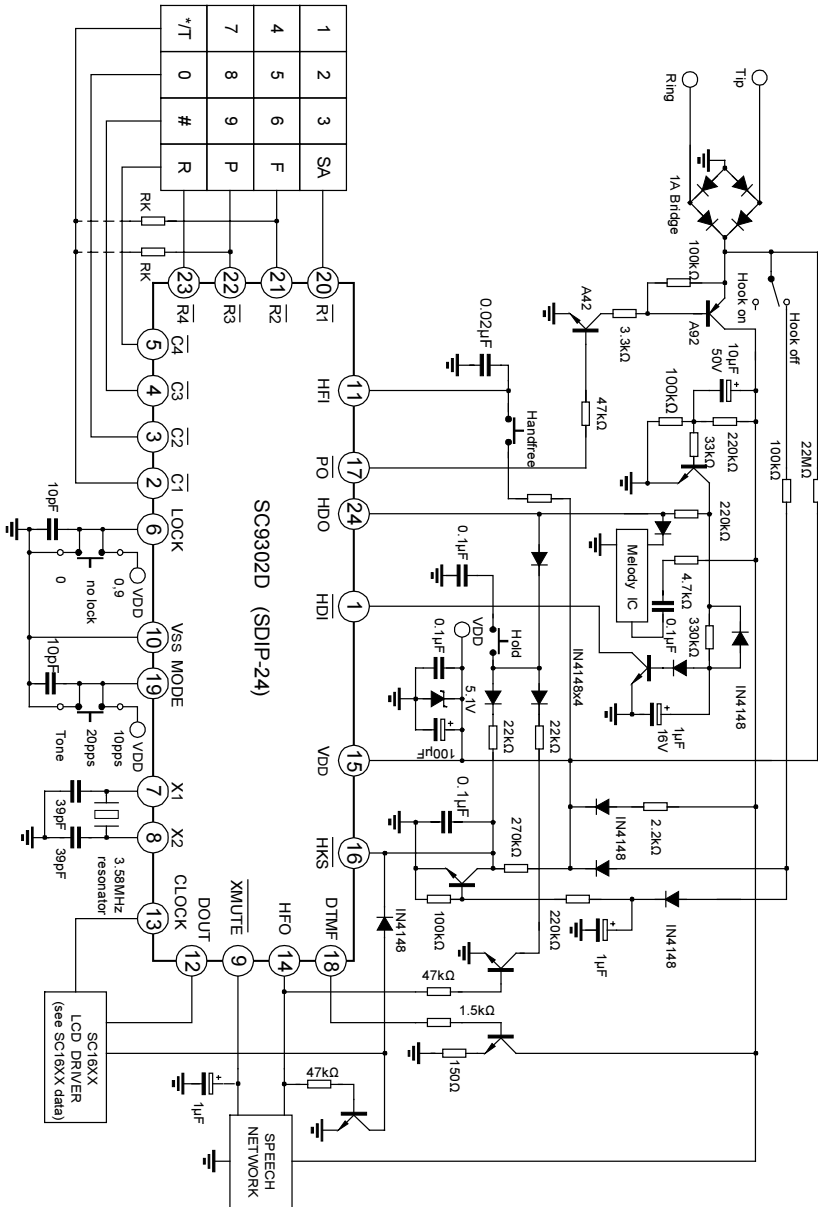 Tip
Ring
1A Bridge
Hook off
Hook on
100kΩ
A92
A42
3.3kΩ
10µF
50V
100kΩ
22MΩ
100kΩ
220kΩ
33kΩ
47kΩ
0.02µF
Handfree
220kΩ
Melody IC
4.7kΩ
0.1µF
330kΩ
IN4148
1µF
16V
0.1µF
Hold
IN4148x4
VDD
0.1µF
5.1V
100µF
22kΩ
22kΩ
2.2kΩ
IN4148
0.1µF
270kΩ
100kΩ
220kΩ
1µF
IN4148
IN4148
47kΩ
1.5kΩ
150Ω
47kΩ
1µF
SPEECH
NETWORK
1 2 3 SA
4 5 6 F
7 8 9 P
*/T 0 # R
RK
RK
SC9302D (SDIP-24)
23 R4
22 R3
21 R2
20 R1
11 HFI
17 PO
24 HDO
1 HDI
15 VDD
16 HKS
5 C4
4 C3
3 C2
2 C1
6 LOCK
10 VSS
19 MODE
7 X1
8 X2
13 CLOCK
12 DOUT
9 XMUTE
14 HFO
18 DTMF
10pF
0
no lock
0,9
VDD
10pF
Tone
20pps
10pps
VDD
39pF
39pF
3.58MHz
resonator
SC16XX
LCD DRIVER
(see SC16XX data)